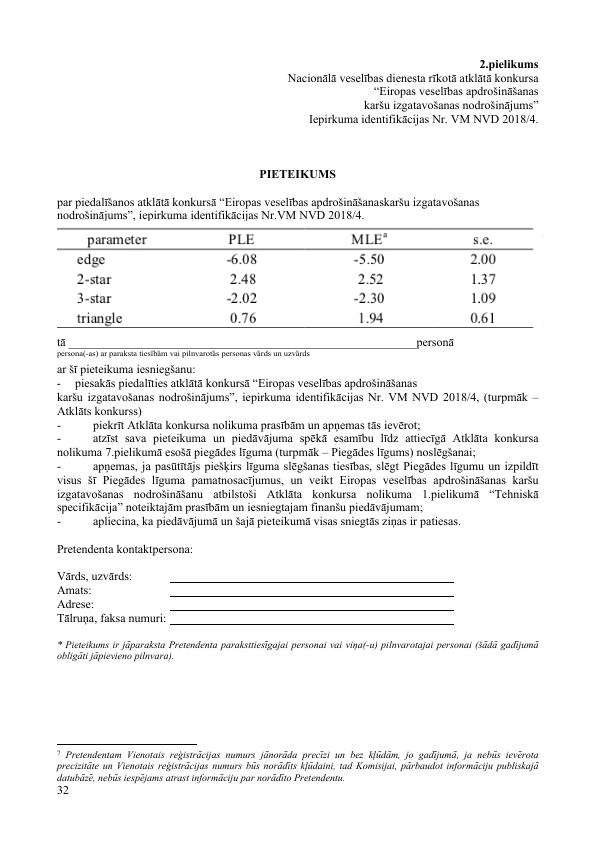 2.pielikums
Nacionālā veselības dienesta rīkotā atklātā konkursa
“Eiropas veselības apdrošināšanas
karšu izgatavošanas nodrošinājums”
Iepirkuma identifikācijas Nr. VM NVD 2018/4.
PIETEIKUMS
par piedalīšanos atklātā konkursā “Eiropas veselības apdrošināšanaskaršu izgatavošanas
nodrošinājums”, iepirkuma identifikācijas Nr.VM NVD 2018/4.
parameter PLE MLEa s.e.
edge -6.08 -5.50 2.00
2-star 2.48 2.52 1.37
3-star -2.02 -2.30 1.09
triangle 0.76 1.94 0.61
tā ______________________________ personā
persona(-as) ar paraksta tiesībām vai pilnvarotās personas vārds un uzvārds
ar šī pieteikuma iesniegšanu:
- piesakās piedalīties atklātā konkursā “Eiropas veselības apdrošināšanas
karšu izgatavošanas nodrošinājums”, iepirkuma identifikācijas Nr. VM NVD 2018/4, (turpmāk –
Atklāts konkurss)
- piekrīt Atklāta konkursa nolikuma prasībām un apņemas tās ievērot;
- atzīst sava pieteikuma un piedāvājuma spēkā esamību līdz attiecīgā Atklāta konkursa
nolikuma 7.pielikumā esošā piegādes līguma (turpmāk – Piegādes līgums) noslēgšanai;
- apņemas, ja pasūtītājs piešķirs līguma slēgšanas tiesības, slēgt Piegādes līgumu un izpildīt
visus šī Piegādes līguma pamatnosacījumus, un veikt Eiropas veselības apdrošināšanas karšu
izgatavošanas nodrošināšanu atbilstoši Atklāta konkursa nolikuma 1.pielikumā “Tehniskā
specifikācija” noteiktajām prasībām un iesniegtajam finanšu piedāvājumam;
- apliecina, ka piedāvājumā un šajā pieteikumā visas sniegtās ziņas ir patiesas.
Pretendenta kontaktpersona:
Vārds, uzvārds:
Amats:
Adrese:
Tālruņa, faksa numuri:
* Pieteikums ir jāparaksta Pretendenta paraksttiesīgajai personai vai viņa(-u) pilnvarotajai personai (šādā gadījumā
obligāti jāpievieno pilnvara).
7 Pretendentam Vienotais reģistrācijas numurs jānorāda precīzi un bez kļūdām, jo gadījumā, ja nebūs ievērota
precizitāte un Vienotais reģistrācijas numurs būs norādīts kļūdaini, tad Komisijai, pārbaudot informāciju publiskajā
datubāzē, nebūs iespējams atrast informāciju par norādīto Pretendentu.
32